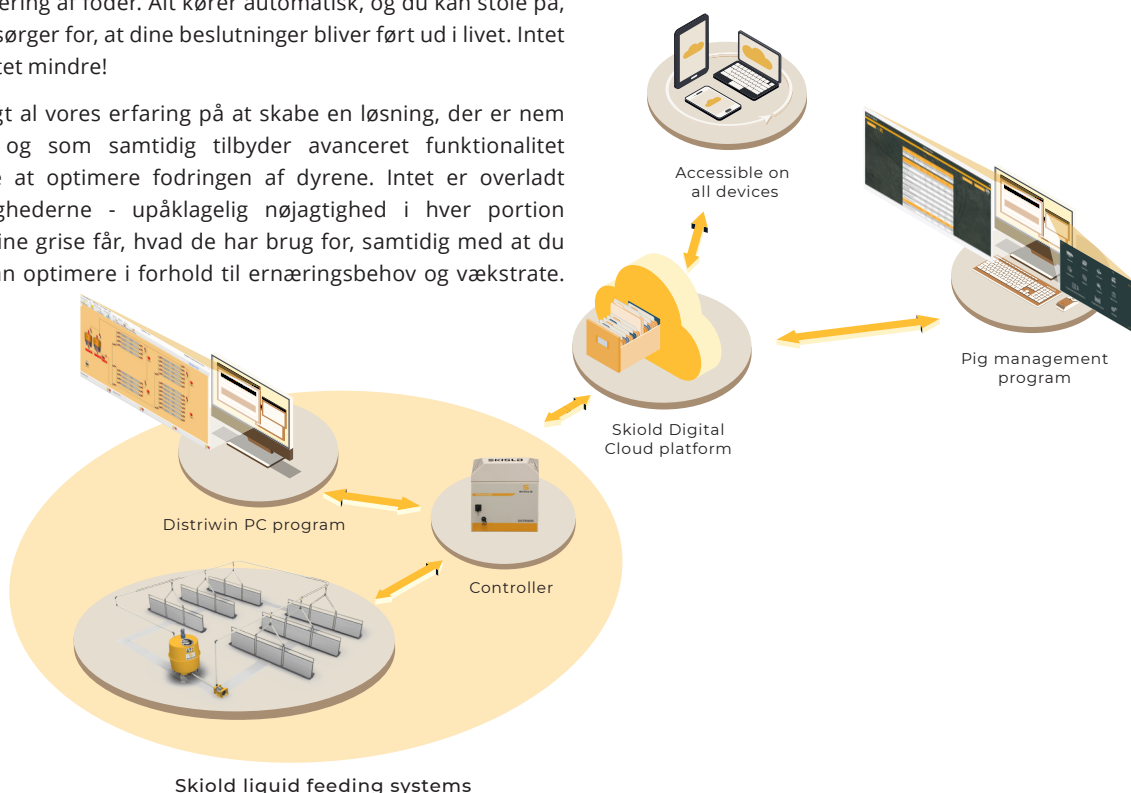 ering af foder. Alt kører automatisk, og du kan stole på,
sørger for, at dine beslutninger bliver ført ud i livet. Intet
tet mindre!
gt al vores erfaring på at skabe en løsning, der er nem
og som samtidig tilbyder avanceret funktionalitet
at optimere fodringen af dyrene. Intet er overladt
ghederne - upåklagelig nøjagtighed i hver portion
ine grise får, hvad de har brug for, samtidig med at du
an optimere i forhold til ernæringsbehov og vækstrate.
Accessible on
all devices
Pig management
program
Skiold Digital
Cloud platform
Distriwin PC program
SKIOLD
Controller
Skiold liquid feeding systems